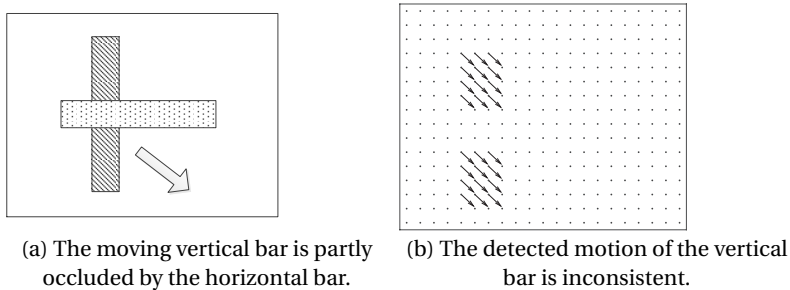 (a) The moving vertical bar is partly
occluded by the horizontal bar.
(b) The detected motion of the vertical
bar is inconsistent.